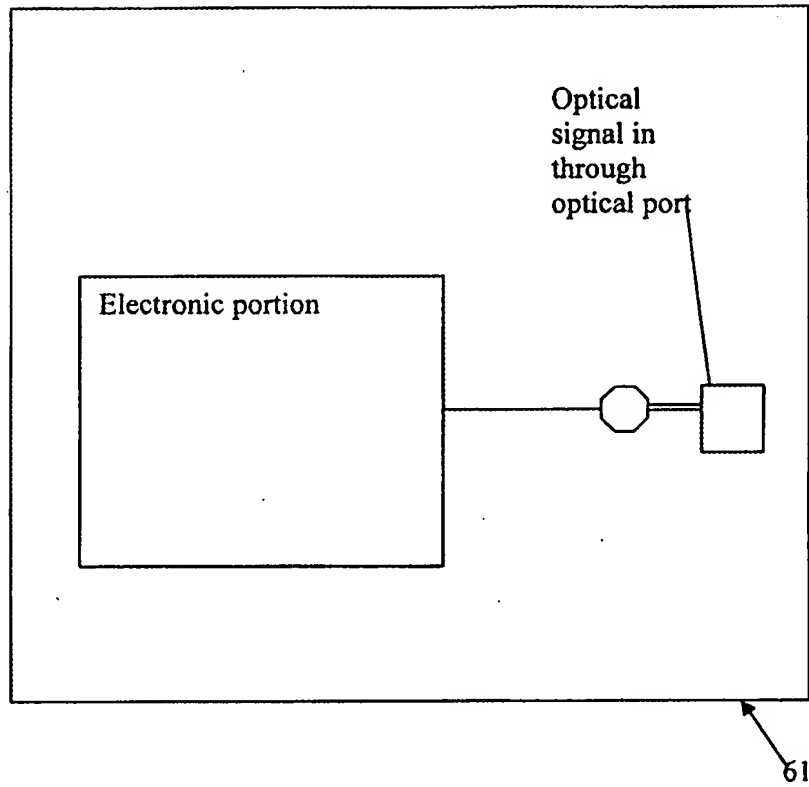 Optical
signal in
through
optical port
Electronic portion
61